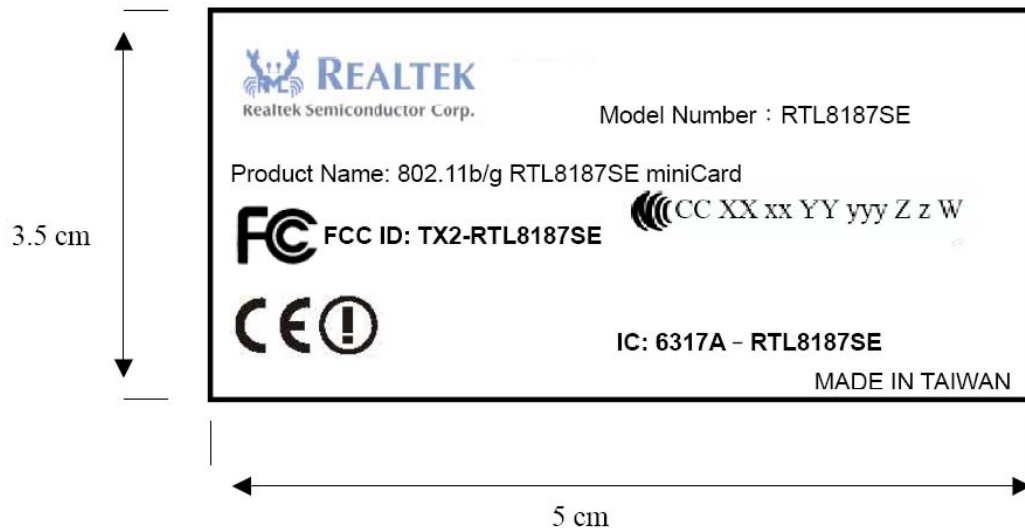 REALTEK
Realtek Semiconductor Corp.
Model Number：RTL8187SE
Product Name: 802.11b/g RTL8187SE miniCard
CC XX xx YY yyy Z z W
FC FCC ID: TX2-RTL8187SE
3.5 cm
CE
IC: 6317A – RTL8187SE
MADE IN TAIWAN
5 cm